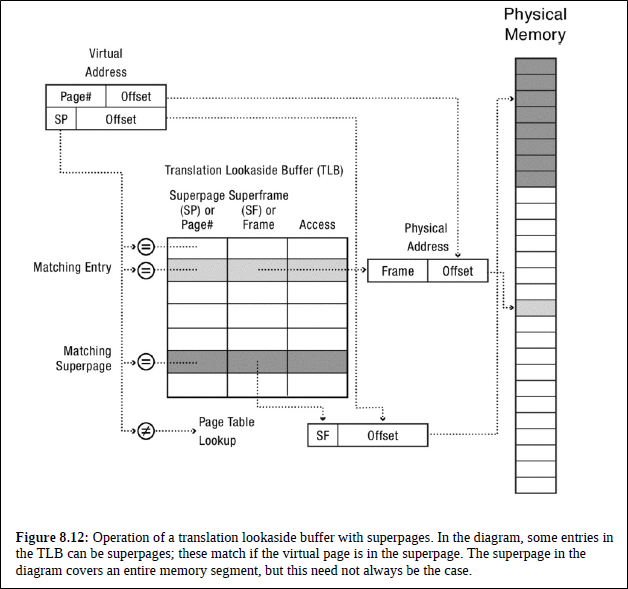 Physical
Memory
Virtual
Address
Page# Offset
SP Offset
Translation Lookaside Buffer (TLB)
Superpage Superframe
(SP) or (SF) or
Page# Frame Access
Physical
Address
=
Matching Entry =
Frame Offset
Matching
Superpage =
≠ Page Table
Lookup
SF Offset
Figure 8.12: Operation of a translation lookaside buffer with superpages. In the diagram, some entries in
the TLB can be superpages; these match if the virtual page is in the superpage. The superpage in the
diagram covers an entire memory segment, but this need not always be the case.